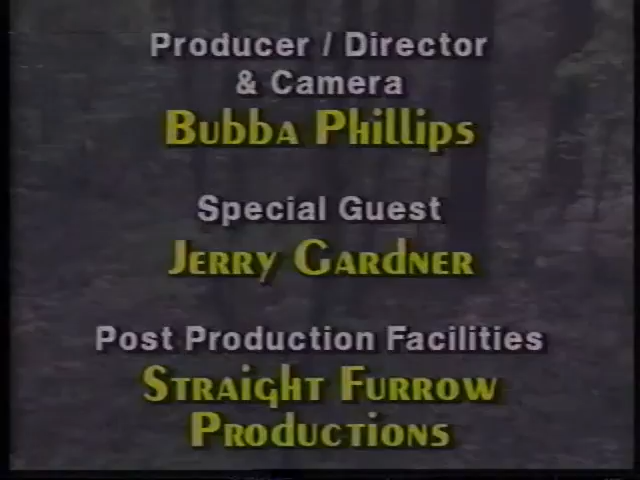 Producer / Director
& Camera
Bubba Phillips
Special Guest
Jerry Gardner
Post Production Facilities
Straight Furrow
Productions